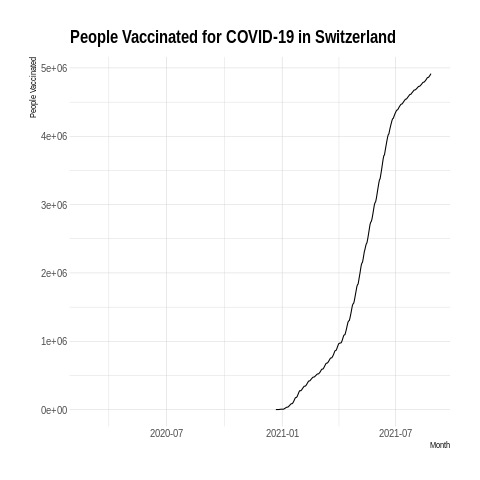 People Vaccinated for COVID-19 in Switzerland
People Vaccinated
5e+06
4e+06
3e+06
2e+06
1e+06
0e+00
2020-07
2021-01
2021-07
Month